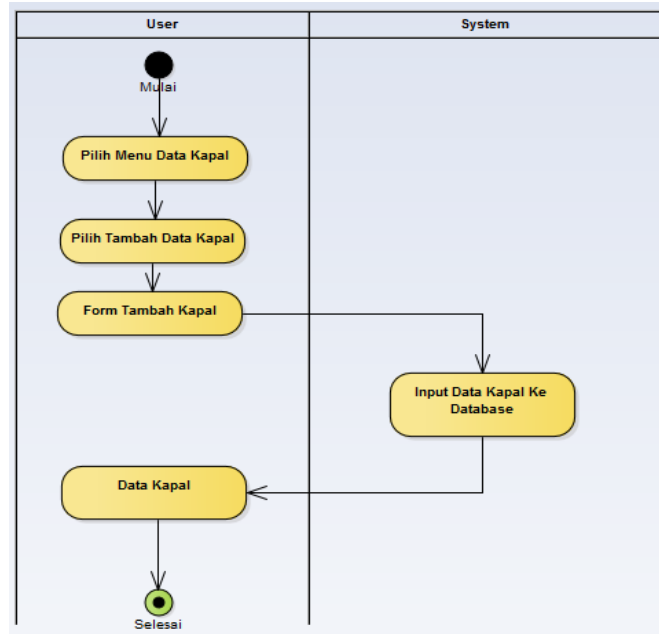 User
System
Mulai
Pilih Menu Data Kapal
Pilih Tambah Data Kapal
Form Tambah Kapal
Input Data Kapal Ke
Database
Data Kapal
Selesai